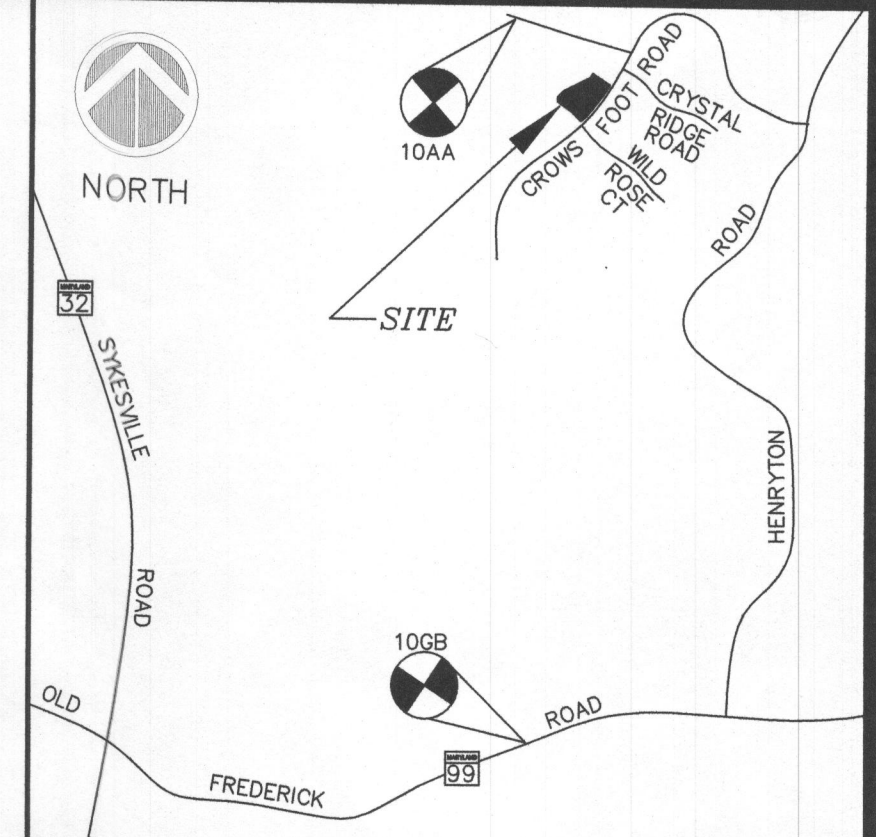 NORTH
10AA
CROWS FOOT ROAD
CRYSTAL
RIDGE
ROAD
WILD
ROSE
CT
ROAD
MARYLAND
32
SITE
SYKESVILLE
ROAD
HENRYTON
10GB
OLD
ROAD
MARYLAND
99
FREDERICK